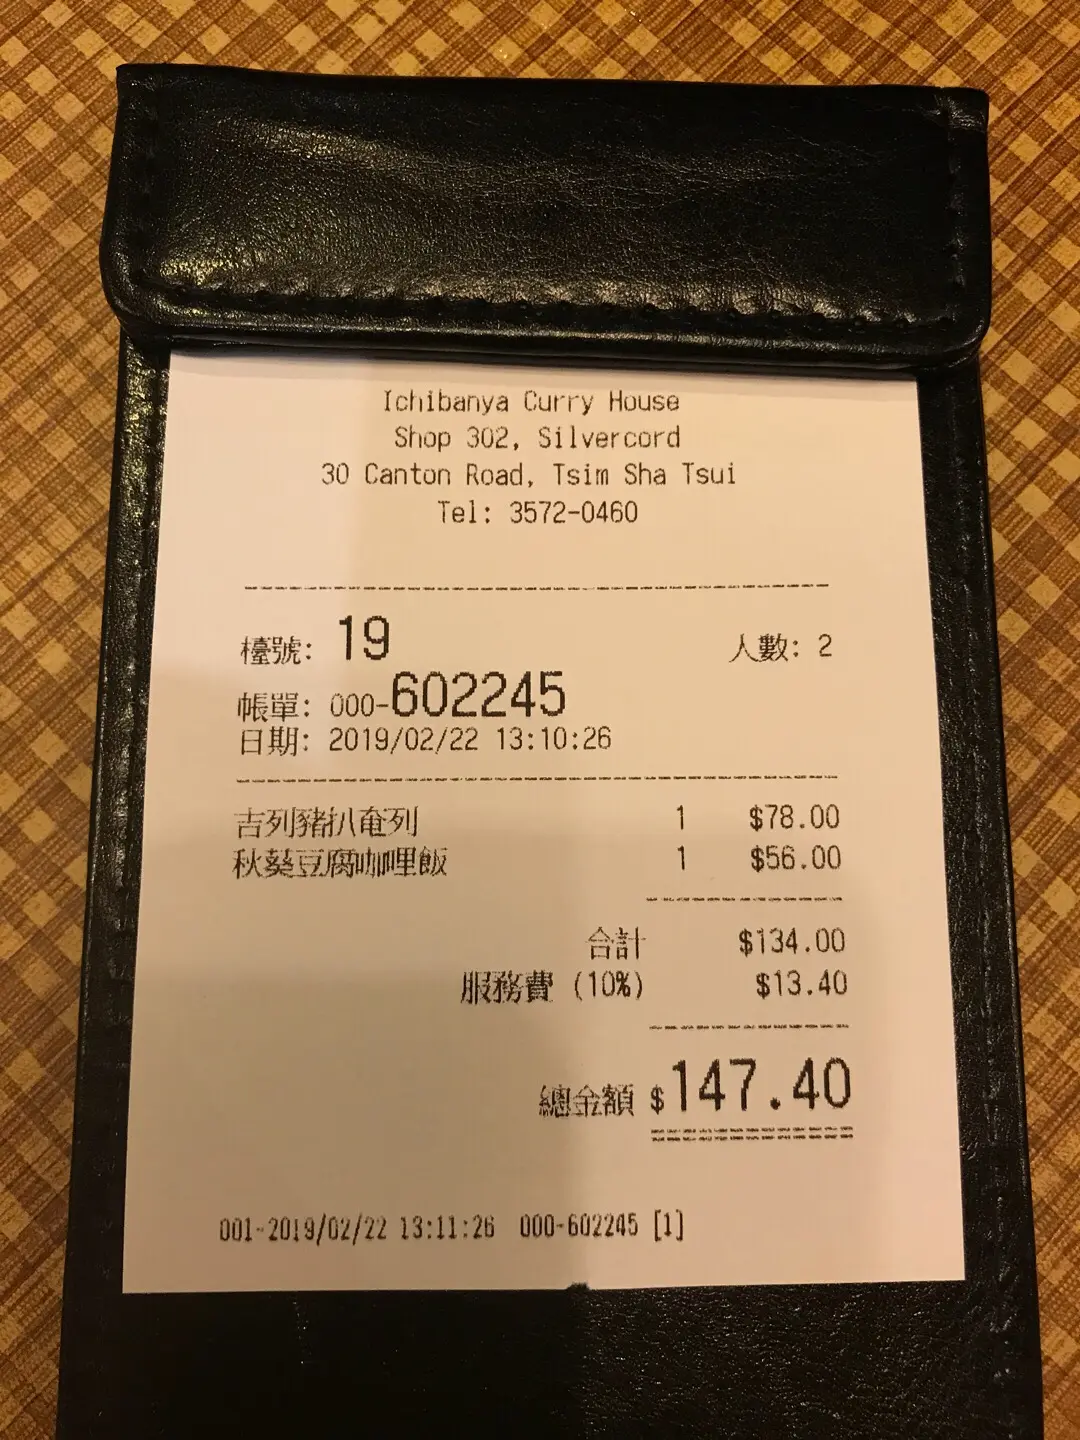 Ichibanya Curry House
Shop 302, Silvercord
30 Canton Road, Tsim Sha Tsui
Tel: 3572-0460
檯號: 19 人數: 2
帳單: 000-602245
日期: 2019/02/22 13:10:26
吉列豬扒奄列 1 $78.00
秋葵豆腐咖哩飯 1 $56.00
合計 $134.00
服務費 (10%) $13.40
總金額 $147.40
001-2019/02/22 13:11:26 000-602245 [1]